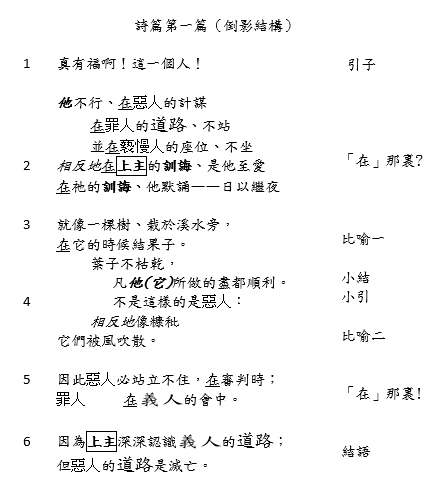 詩篇第一篇（倒影結構）
1 真有福啊！這一個人！ 引子
他不行、在惡人的計謀
在罪人的道路、不站
並在褻慢人的座位、不坐
2 相反地在上主的訓誨、是他至愛 「在」那裏?
在祂的訓誨、他默誦——日以繼夜
3 就像一棵樹、栽於溪水旁，
在它的時候結果子。 比喻一
葉子不枯乾，
凡他(它)所做的盡都順利。 小結
4 不是這樣的是惡人： 小引
相反地像糠秕
它們被風吹散。 比喻二
5 因此惡人必站立不住，在審判時；
罪人 在義人的會中。 「在」那裏!
6 因為上主深深認識義人的道路；
但惡人的道路是滅亡。 結語